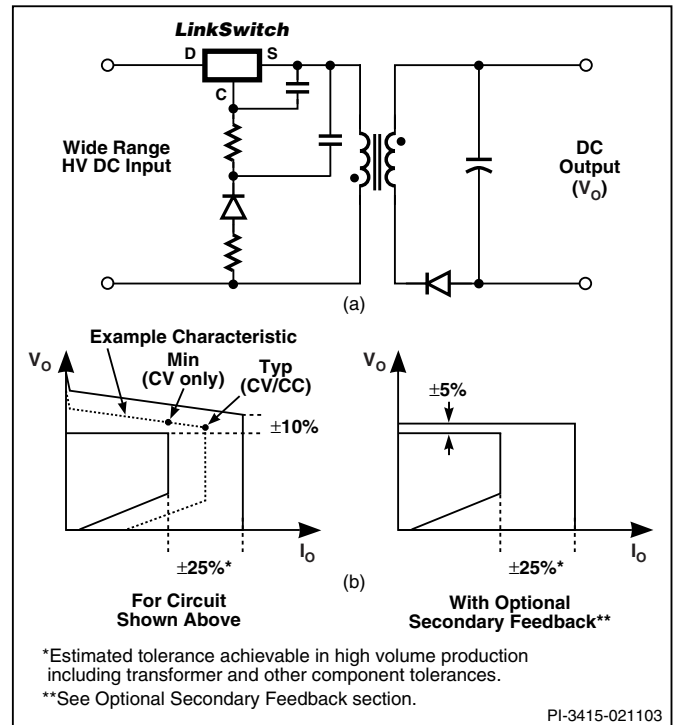 LinkSwitch
D
S
C
Wide Range
HV DC Input
DC
Output
(VO)
(a)
Example Characteristic
VO
Min
(CV only)
Typ
(CV/CC)
±10%
IO
±25%*
For Circuit
Shown Above
VO
±5%
IO
±25%*
(b)
With Optional
Secondary Feedback**
*Estimated tolerance achievable in high volume production
including transformer and other component tolerances.
**See Optional Secondary Feedback section.
PI-3415-021103